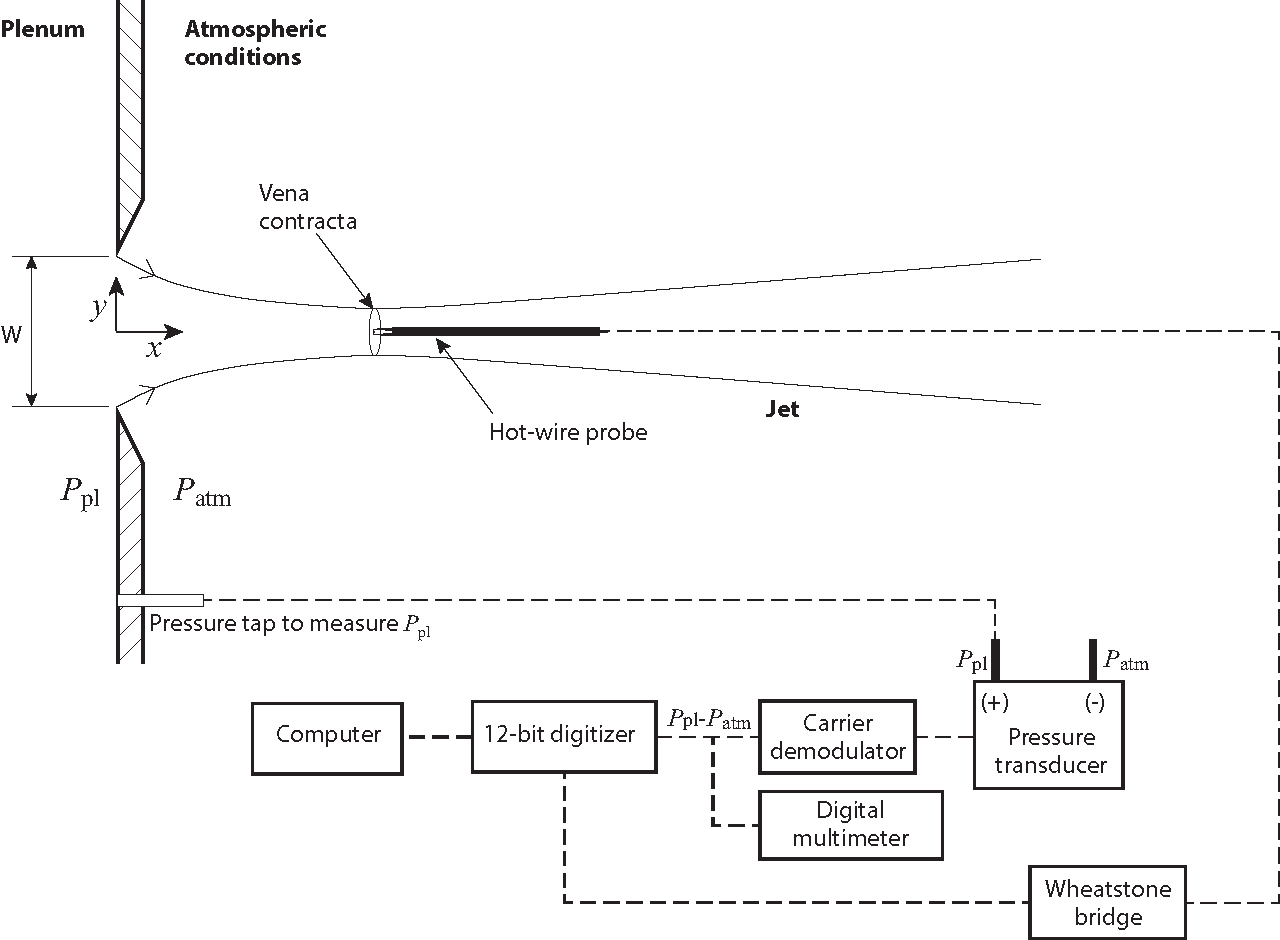 Plenum
Atmospheric
conditions
Vena
contracta
W
y
x
Hot-wire probe
Jet
Ppl
Patm
Pressure tap to measure Ppl
Ppl
Patm
(+)
(-)
Pressure
transducer
Computer
12-bit digitizer
Ppl-Patm
Carrier
demodulator
Digital
multimeter
Wheatstone
bridge